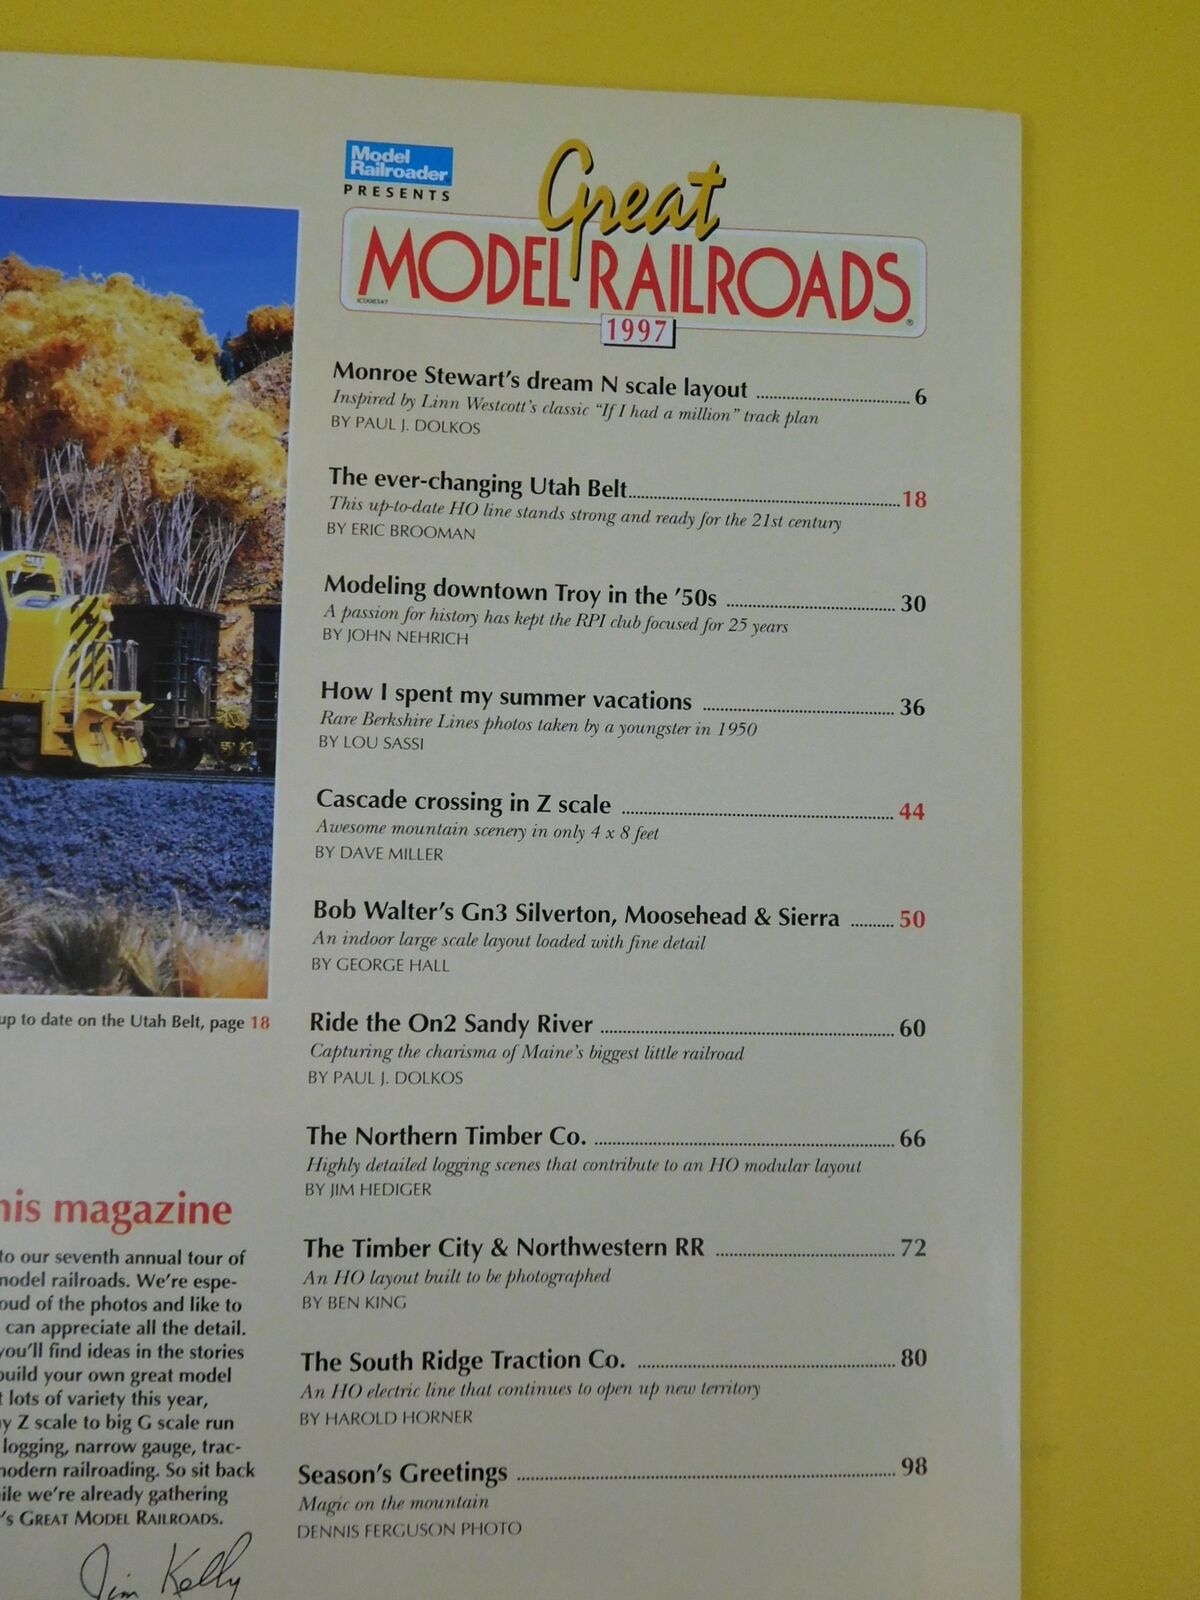 Model
Railroader
PRESENTS
Great
MODEL RAILROADS®
1997
Monroe Stewart's dream N scale layout 6
Inspired by Linn Westcott's classic "If I had a million" track plan
BY PAUL J. DOLKOS
The ever-changing Utah Belt 18
This up-to-date HO line stands strong and ready for the 21st century
BY ERIC BROOMAN
Modeling downtown Troy in the '50s 30
A passion for history has kept the RPI club focused for 25 years
BY JOHN NEHRICH
How I spent my summer vacations 36
Rare Berkshire Lines photos taken by a youngster in 1950
BY LOU SASSI
Cascade crossing in Z scale 44
Awesome mountain scenery in only 4 x 8 feet
BY DAVE MILLER
Bob Walter's Gn3 Silverton, Moosehead & Sierra 50
An indoor large scale layout loaded with fine detail
BY GEORGE HALL
Ride the On2 Sandy River 60
Capturing the charisma of Maine's biggest little railroad
BY PAUL J. DOLKOS
The Northern Timber Co. 66
Highly detailed logging scenes that contribute to an HO modular layout
BY JIM HEDIGER
The Timber City & Northwestern RR 72
An HO layout built to be photographed
BY BEN KING
The South Ridge Traction Co. 80
An HO electric line that continues to open up new territory
BY HAROLD HORNER
Season's Greetings 98
Magic on the mountain
DENNIS FERGUSON PHOTO
up to date on the Utah Belt, page 18
his magazine
to our seventh annual tour of
model railroads. We're espe-
oud of the photos and like to
can appreciate all the detail.
you'll find ideas in the stories
build your own great model
t lots of variety this year,
y Z scale to big G scale run
logging, narrow gauge, trac-
modern railroading. So sit back
ile we're already gathering
's GREAT MODEL RAILROADS.
Jim Kelly